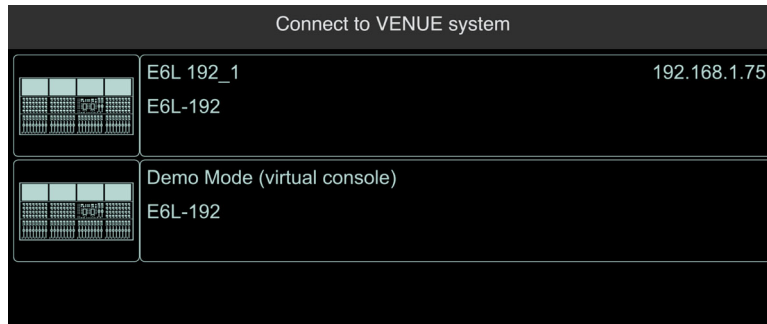 Connect to VENUE system
E6L 192_1 192.168.1.75
E6L-192
Demo Mode (virtual console)
E6L-192